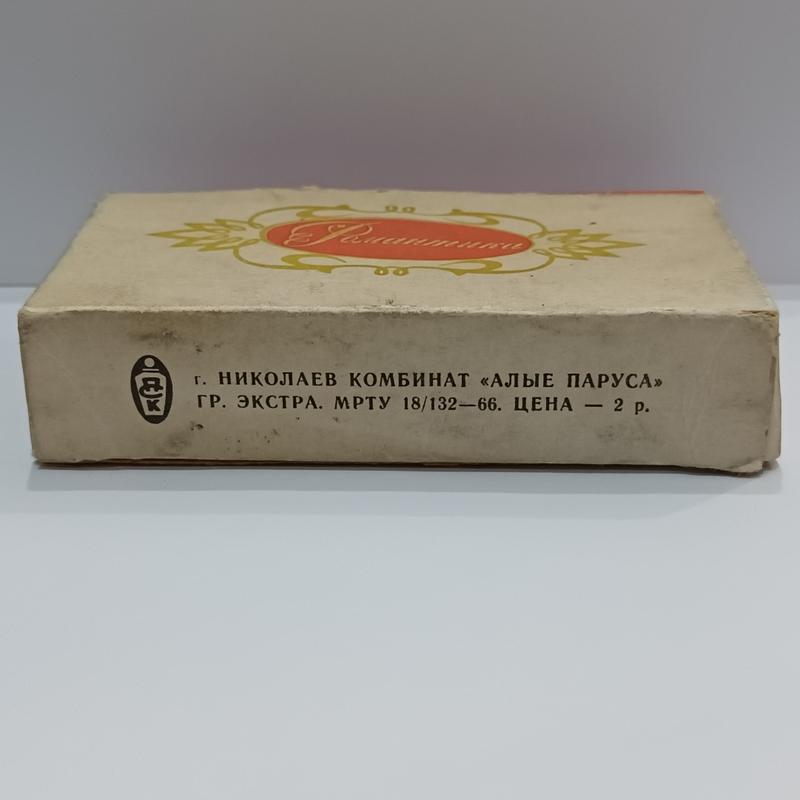 Романтика
г. НИКОЛАЕВ КОМБИНАТ «АЛЫЕ ПАРУСА»
ГР. ЭКСТРА. МРТУ 18/132—66. ЦЕНА — 2 р.